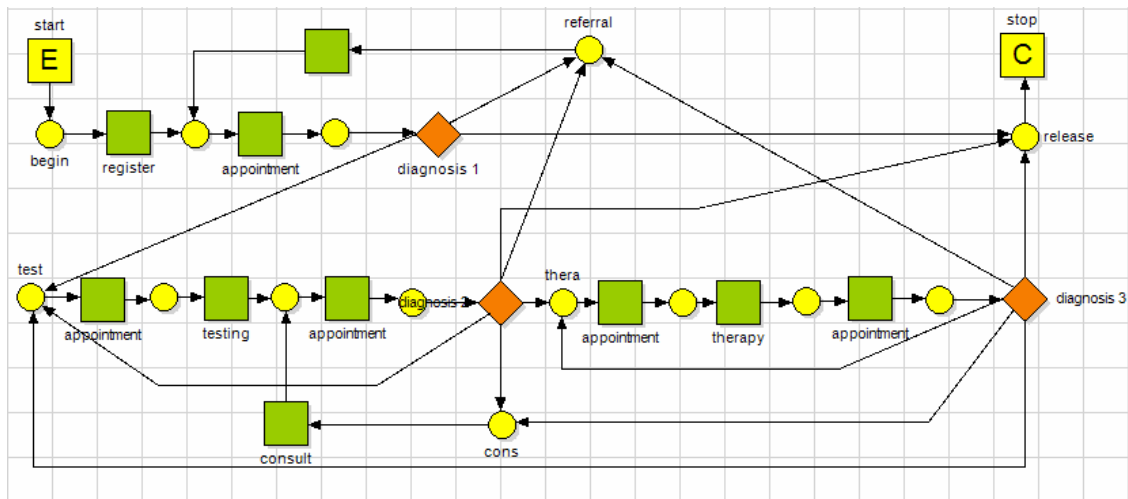 start
referral
stop
E
C
begin
register
appointment
diagnosis 1
release
test
thera
appointment
testing
appointment
diagnosis 2
appointment
therapy
appointment
diagnosis 3
consult
cons